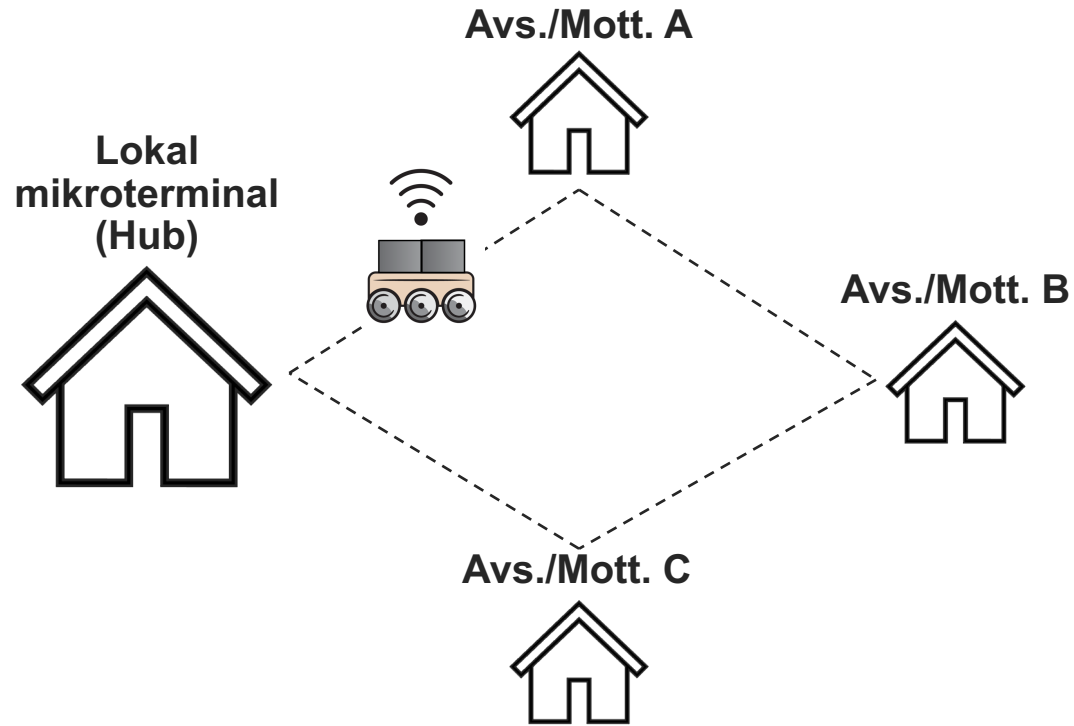 Avs./Mott. A
Lokal
mikroterminal
(Hub)
Avs./Mott. B
Avs./Mott. C